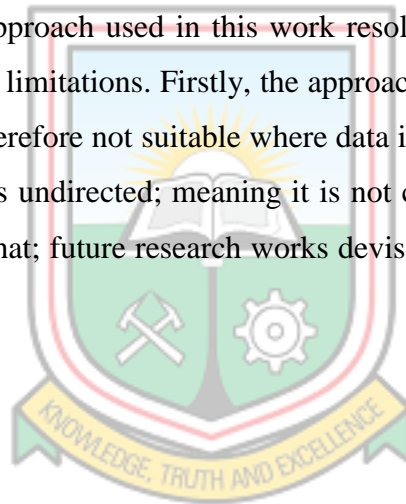 pproach used in this work resol
limitations. Firstly, the approac
erefore not suitable where data i
s undirected; meaning it is not c
hat; future research works devis
KNOWLEDGE, TRUTH AND EXCELLENCE